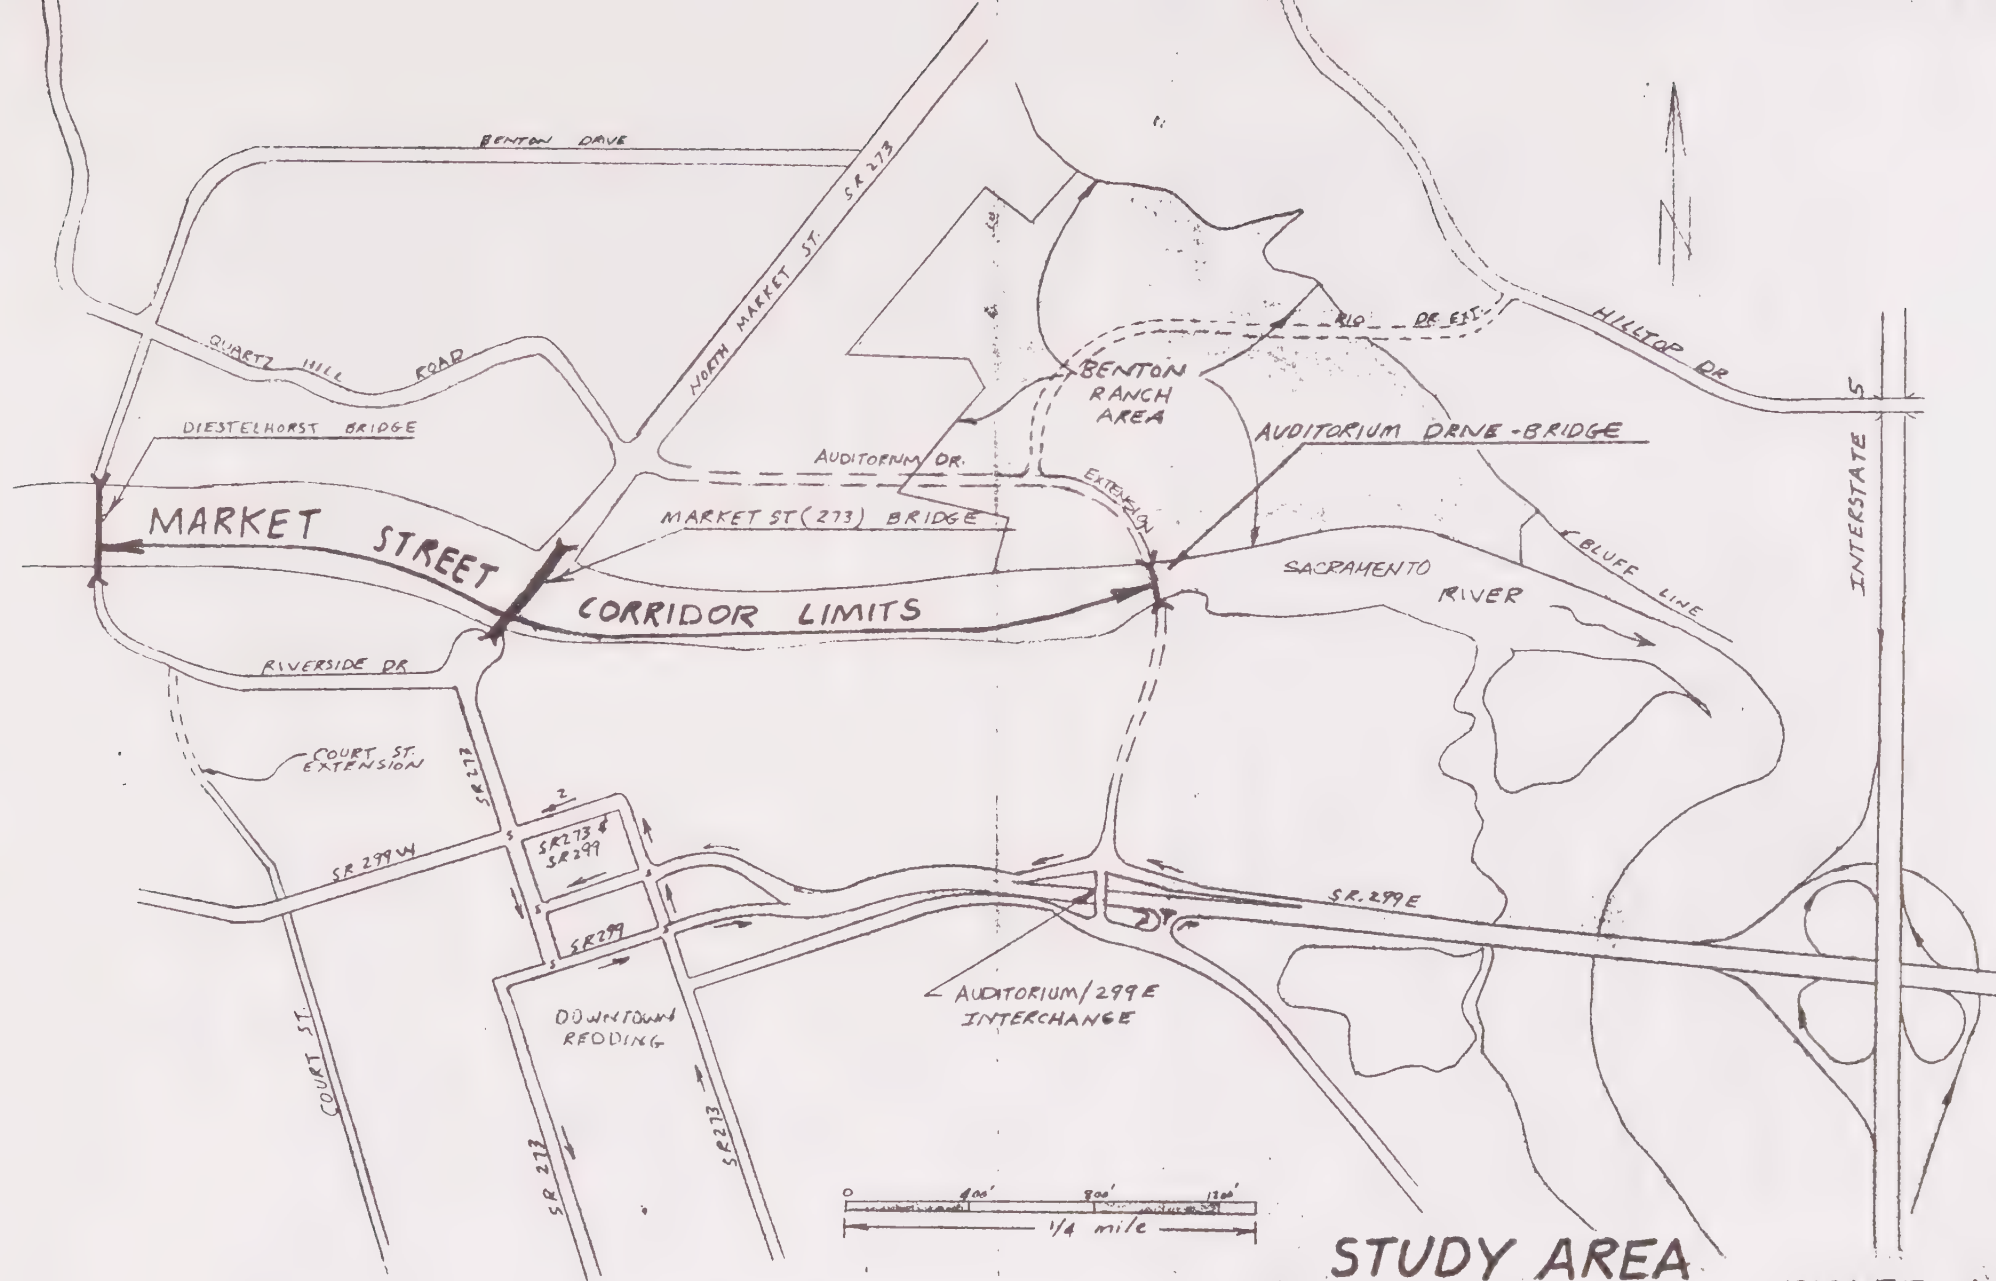 BENTON DRIVE
NORTH MARKET ST. SR 273
QUARTZ HILL ROAD
RIO DR EXT.
HILLTOP DR
N
INTERSTATE 5
BENTON
RANCH
AREA
DIESTELHORST BRIDGE
AUDITORIUM DRIVE-BRIDGE
AUDITORIUM DR.
EXTENSION
MARKET ST (273) BRIDGE
MARKET STREET
CORRIDOR LIMITS
SACRAMENTO
RIVER
BLUFF LINE
RIVERSIDE DR
COURT ST.
EXTENSION
SR 273
2
SR 273 &
SR 299
SR 299 W
SR 299
SR. 299 E
S
S
S
S
DOWNTOWN
REDDING
AUDITORIUM/299 E
INTERCHANGE
COURT ST.
SR 273
SR 273
0 400' 800' 1200'
1/4 mile
STUDY AREA